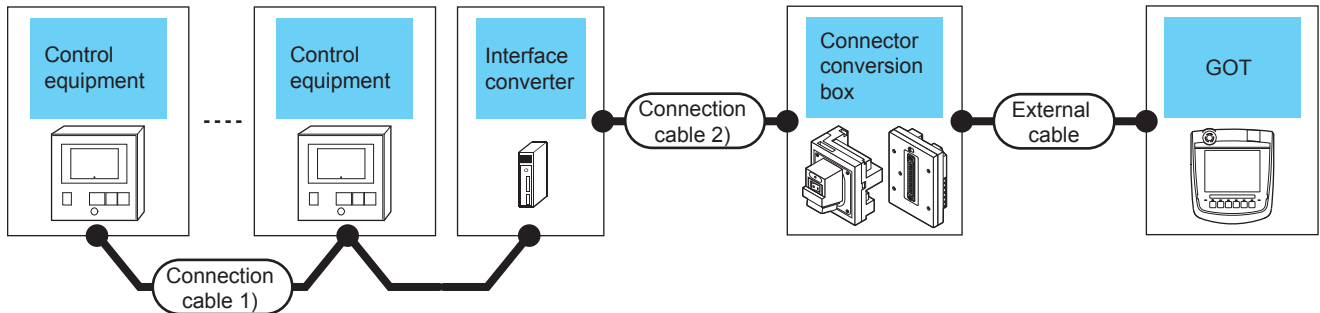 Control
equipment
Control
equipment
Interface
converter
Connector
conversion
box
GOT
Connection
cable 2)
External
cable
Connection
cable 1)